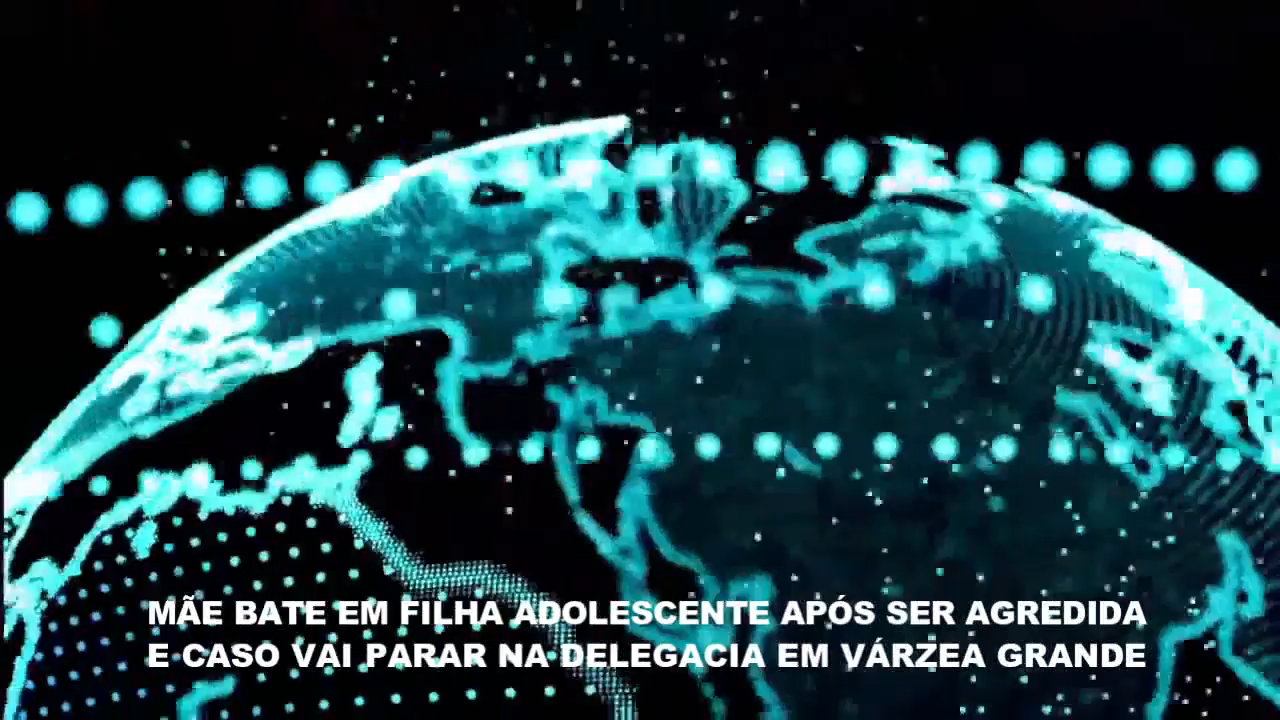 MÃE BATE EM FILHA ADOLESCENTE APÓS SER AGREDIDA
E CASO VAI PARAR NA DELEGACIA EM VÁRZEA GRANDE